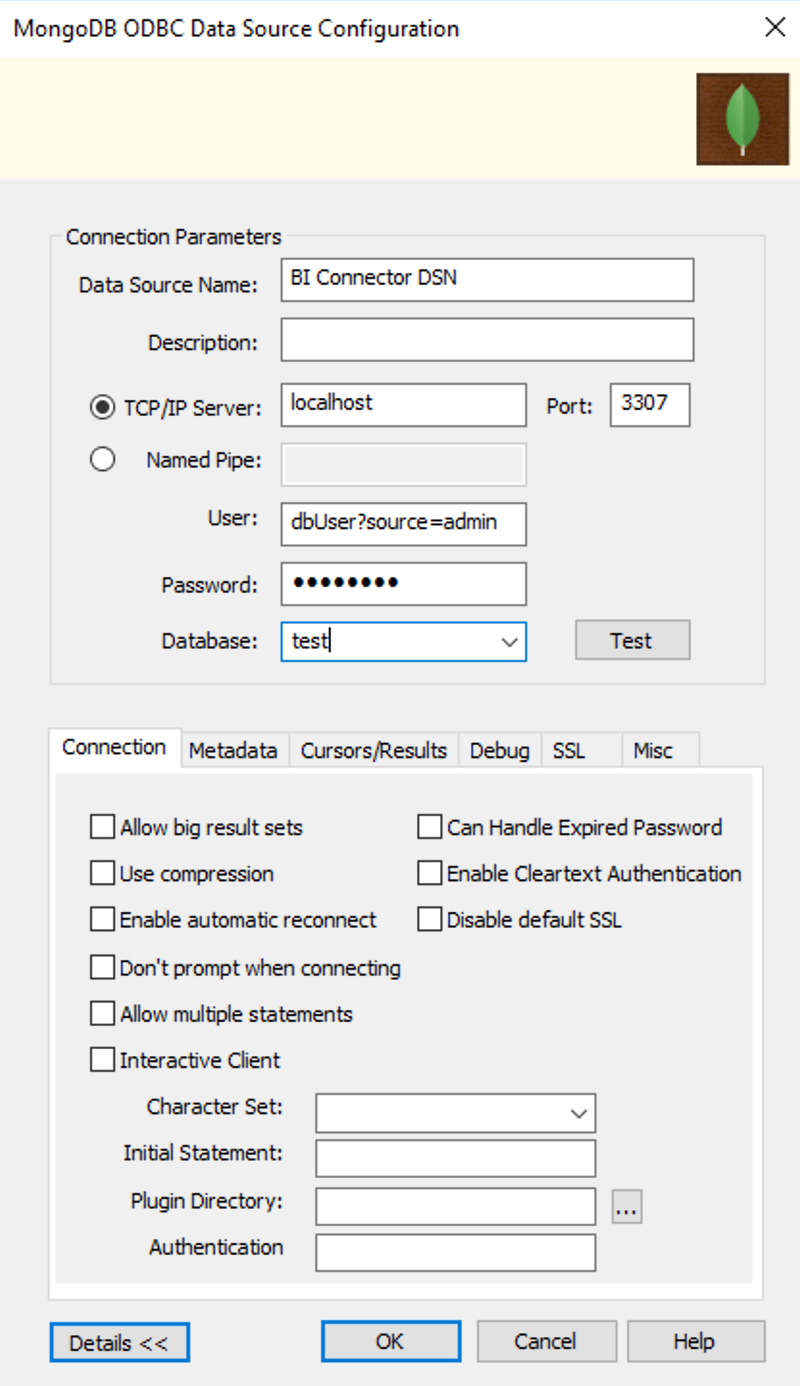 MongoDB ODBC Data Source Configuration
Connection Parameters
Data Source Name: BI Connector DSN
Description:
TCP/IP Server: localhost Port: 3307
Named Pipe:
User: dbUser?source=admin
Password: ●●●●●●●●
Database: test Test
Connection Metadata Cursors/Results Debug SSL Misc
Allow big result sets Can Handle Expired Password
Use compression Enable Cleartext Authentication
Enable automatic reconnect Disable default SSL
Don't prompt when connecting
Allow multiple statements
Interactive Client
Character Set:
Initial Statement:
Plugin Directory: ...
Authentication
Details << OK Cancel Help